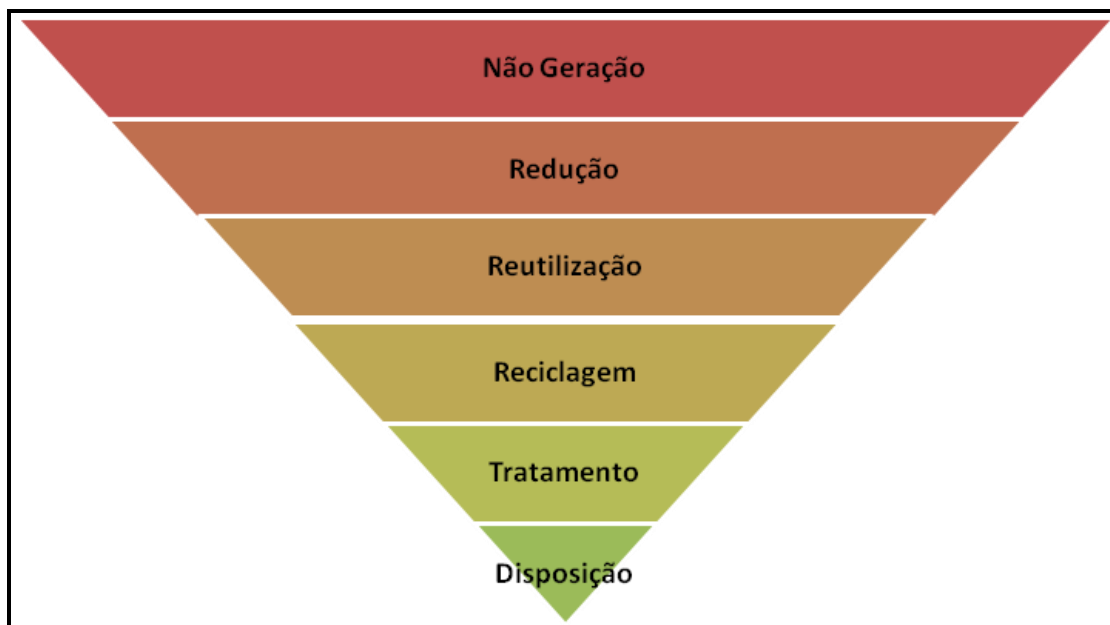 Não Geração
Redução
Reutilização
Reciclagem
Tratamento
Disposição